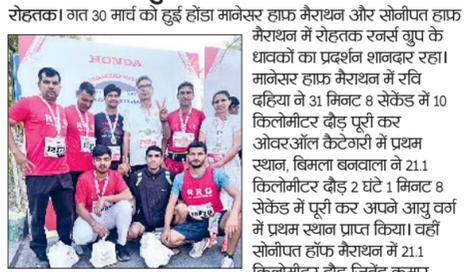 रोहतक। गत 30 मार्च को हुई होंडा मानेसर हाफ़ मैराथन और सोनीपत हाफ़
मैराथन में रोहतक रनर्स ग्रुप के
धावकों का प्रदर्शन शानदार रहा।
मानेसर हाफ़ मैराथन में रवि
दहिया ने 31 मिनट 8 सेकेंड में 10
किलोमीटर दौड़ पूरी कर
ओवरऑल कैटेगरी में प्रथम
स्थान, बिमला बनवाला ने 21.1
किलोमीटर दौड़ 2 घंटे 1 मिनट 8
सेकेंड में पूरी कर अपने आयु वर्ग
में प्रथम स्थान प्राप्त किया। वहीं
सोनीपत हॉफ मैराथन में 21.1
HONDA
RRG